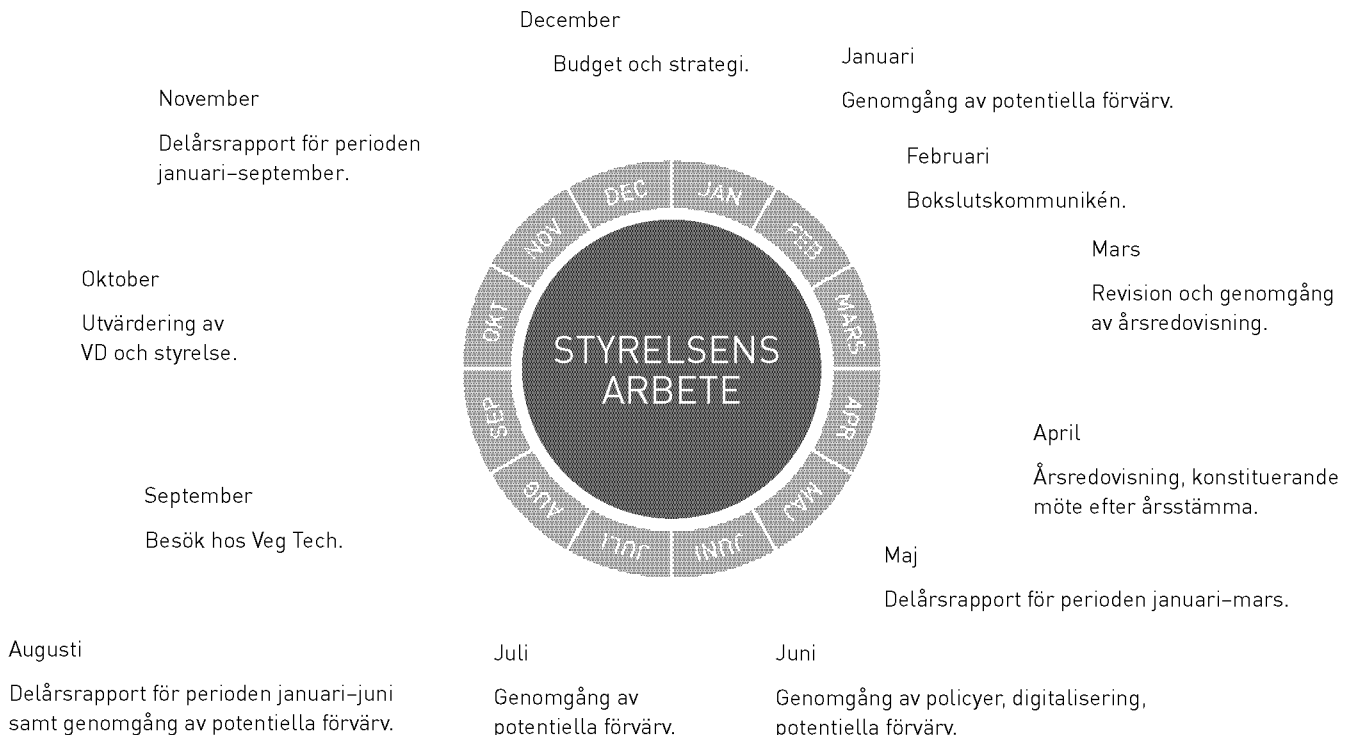 December
Budget och strategi.
Januari
Genomgång av potentiella förvärv.
Februari
Bokslutskommunikén.
Mars
Revision och genomgång
av årsredovisning.
April
Årsredovisning, konstituerande
möte efter årsstämma.
Maj
Delårsrapport för perioden januari–mars.
Juni
Genomgång av policyer, digitalisering,
potentiella förvärv.
Juli
Genomgång av
potentiella förvärv.
Augusti
Delårsrapport för perioden januari–juni
samt genomgång av potentiella förvärv.
September
Besök hos Veg Tech.
Oktober
Utvärdering av
VD och styrelse.
November
Delårsrapport för perioden
januari–september.
STYRELSENS
ARBETE
JAN
MARS
APR
MAJ
JUNI
JULI
AUG
SEP
OKT
NOV
DEC